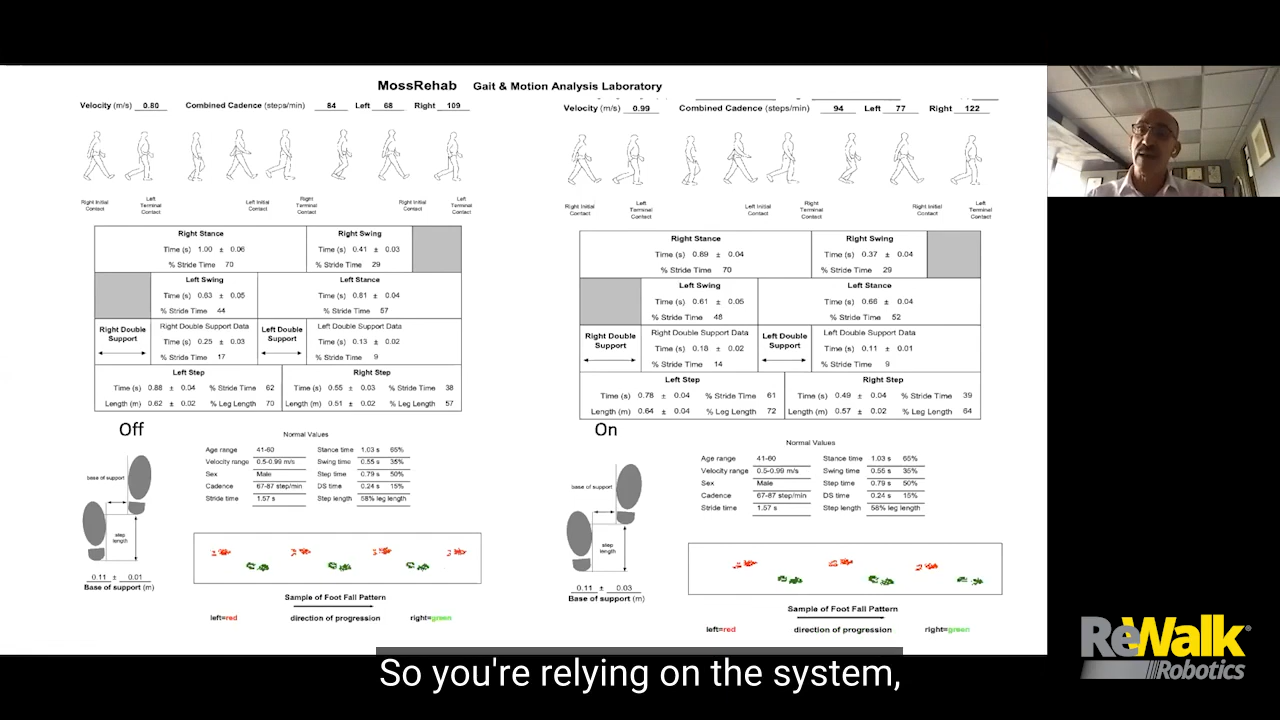 MossRehab Gait & Motion Analysis Laboratory
Velocity (m/s) 0.80 Combined Cadence (steps/min) 84 Left 68 Right 109
Right Initial Contact
Left Terminal Contact
Left Initial Contact
Right Terminal Contact
Right Initial Contact
Left Terminal Contact
Right Stance
Time (s) 1.00 ± 0.06
% Stride Time 70
Right Swing
Time (s) 0.41 ± 0.03
% Stride Time 29
Left Swing
Time (s) 0.63 ± 0.05
% Stride Time 44
Left Stance
Time (s) 0.81 ± 0.04
% Stride Time 57
Right Double Support
Right Double Support Data
Time (s) 0.25 ± 0.03
% Stride Time 17
Left Double Support
Left Double Support Data
Time (s) 0.13 ± 0.02
% Stride Time 9
Left Step
Time (s) 0.88 ± 0.04 % Stride Time 62
Length (m) 0.62 ± 0.02 % Leg Length 70
Right Step
Time (s) 0.55 ± 0.03 % Stride Time 38
Length (m) 0.51 ± 0.02 % Leg Length 57
Off
Normal Values
Age range 41-60 Stance time 1.03 s 65%
Velocity range 0.5-0.99 m/s Swing time 0.55 s 35%
Sex Male Step time 0.79 s 50%
Cadence 67-87 step/min DS time 0.24 s 15%
Stride time 1.57 s Step length 58% leg length
base of support
step length
0.11 ± 0.01
Base of support (m)
Sample of Foot Fall Pattern
left=red direction of progression right=green
Velocity (m/s) 0.99 Combined Cadence (steps/min) 94 Left 77 Right 122
Right Initial Contact
Left Terminal Contact
Left Initial Contact
Right Terminal Contact
Right Initial Contact
Left Terminal Contact
Right Stance
Time (s) 0.89 ± 0.04
% Stride Time 70
Right Swing
Time (s) 0.37 ± 0.04
% Stride Time 29
Left Swing
Time (s) 0.61 ± 0.05
% Stride Time 48
Left Stance
Time (s) 0.66 ± 0.04
% Stride Time 52
Right Double Support
Right Double Support Data
Time (s) 0.18 ± 0.02
% Stride Time 14
Left Double Support
Left Double Support Data
Time (s) 0.11 ± 0.01
% Stride Time 9
Left Step
Time (s) 0.78 ± 0.04 % Stride Time 61
Length (m) 0.64 ± 0.04 % Leg Length 72
Right Step
Time (s) 0.49 ± 0.04 % Stride Time 39
Length (m) 0.57 ± 0.02 % Leg Length 64
On
Normal Values
Age range 41-60 Stance time 1.03 s 65%
Velocity range 0.5-0.99 m/s Swing time 0.55 s 35%
Sex Male Step time 0.79 s 50%
Cadence 67-87 step/min DS time 0.24 s 15%
Stride time 1.57 s Step length 58% leg length
base of support
step length
0.11 ± 0.03
Base of support (m)
Sample of Foot Fall Pattern
left=red direction of progression right=green
ReWalk®
Robotics
So you're relying on the system,